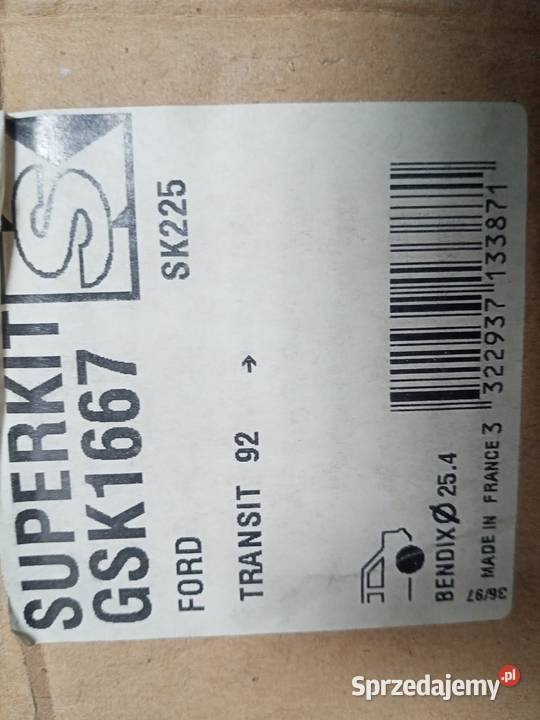 SUPERKIT
GSK1667
SK
SK225
FORD
TRANSIT 92 →
BENDIX Ø 25.4
MADE IN FRANCE
3 322937 133871
36/97
Sprzedajemy.pl